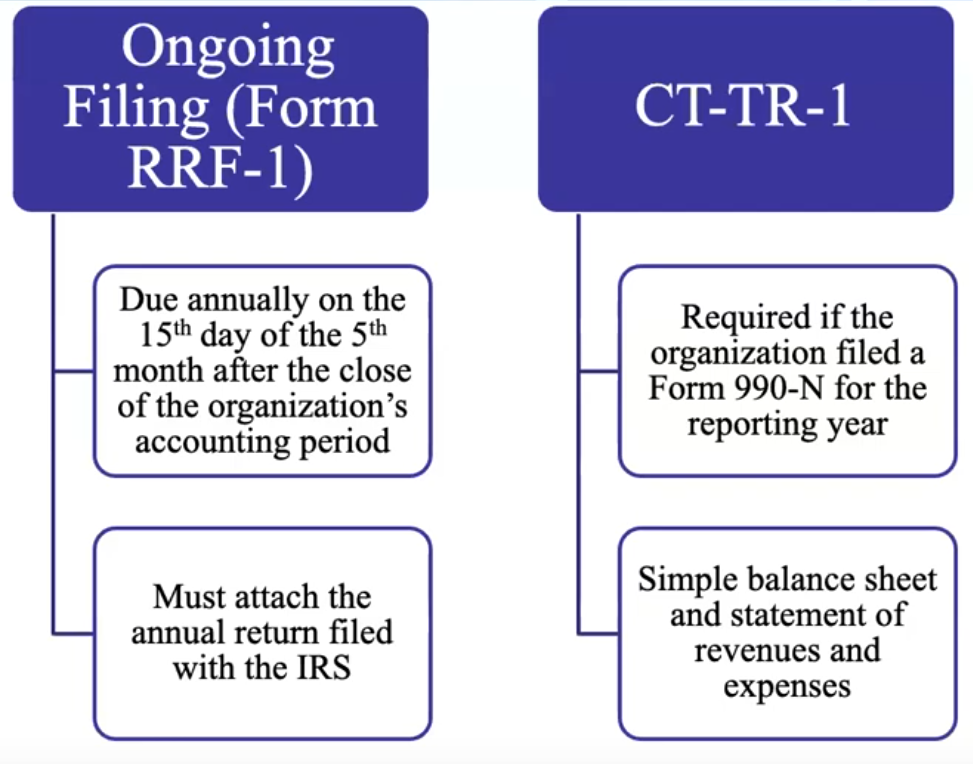 Ongoing
Filing (Form
RRF-1)
Due annually on the
15th day of the 5th
month after the close
of the organization’s
accounting period
Must attach the
annual return filed
with the IRS
CT-TR-1
Required if the
organization filed a
Form 990-N for the
reporting year
Simple balance sheet
and statement of
revenues and
expenses